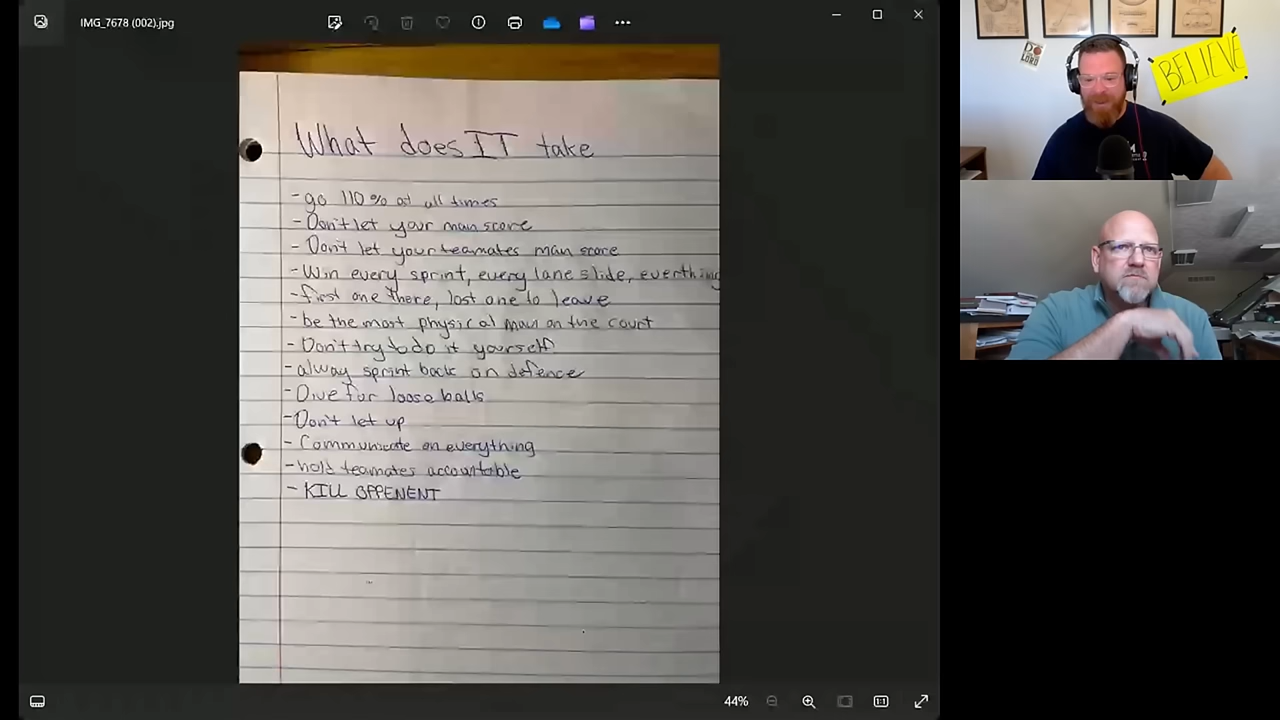 IMG_7678 (002).jpg
What does IT take
- go 110% at all times
- Don't let your man score
- Don't let your teamates man score
- Win every sprint, every lane slide, everthing
- first one there, last one to leave
- be the most physical man on the court
- Don't try to do it yourself
- alway sprint back on defence
- Dive for loose balls
- Don't let up
- Communicate on everything
- hold teamates accountable
- KILL OPPENENT
44%
1:1
BELIEVE